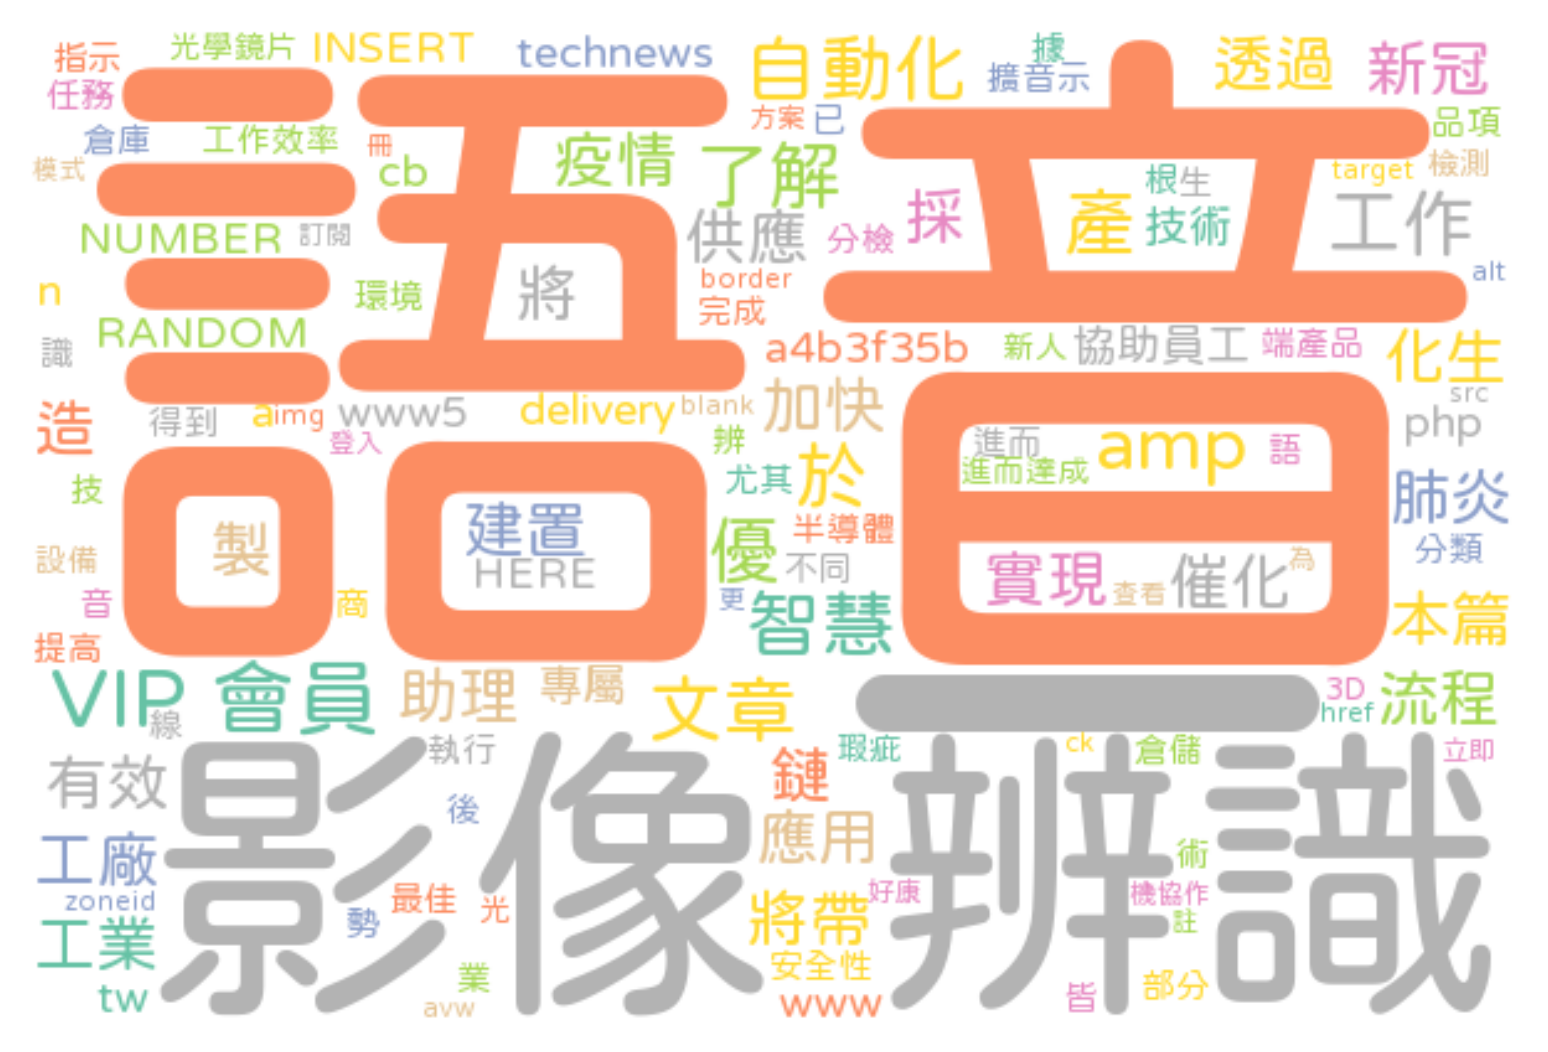 指示
光學鏡片
INSERT
technews
自動化
據
擴音示
透過
新冠
任務
倉庫
工作效率
冊
方案
已
品項
模式
cb
疫情
了解
根
生
target
檢測
NUMBER
訂閱
供應
分檢
採
產
技術
工作
語音
n
環境
將
border
完成
alt
RANDOM
識
a4b3f35b
新人
協助員工
端產品
化生
造
得到
a
img
www5
delivery
blank
加快
src
php
登入
辨
進而
amp
語
技
尤其
於
進而達成
肺炎
製
建置
HERE
優
半導體
不同
實現
查看
催化
為
分類
設備
音
商
更
智慧
本篇
提高
VIP
會員
線
助理
專屬
文章
3D
href
流程
影像辨識
有效
執行
鏈
瑕疵
ck
倉儲
立即
後
應用
工廠
zoneid
術
最佳
光
好康
機協作
勢
將帶
註
工業
安全性
業
皆
部分
tw
avw
www